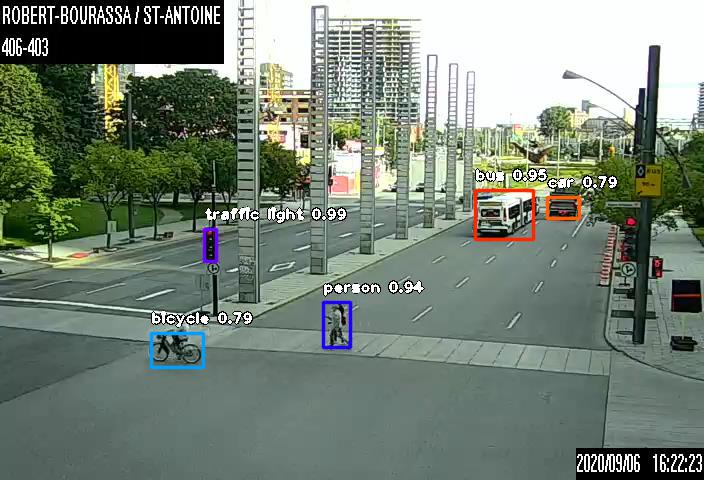 ROBERT-BOURASSA / ST-ANTOINE
406-403
bus 0.95
car 0.79
traffic light 0.99
person 0.94
bicycle 0.79
2020/09/06 16:22:23